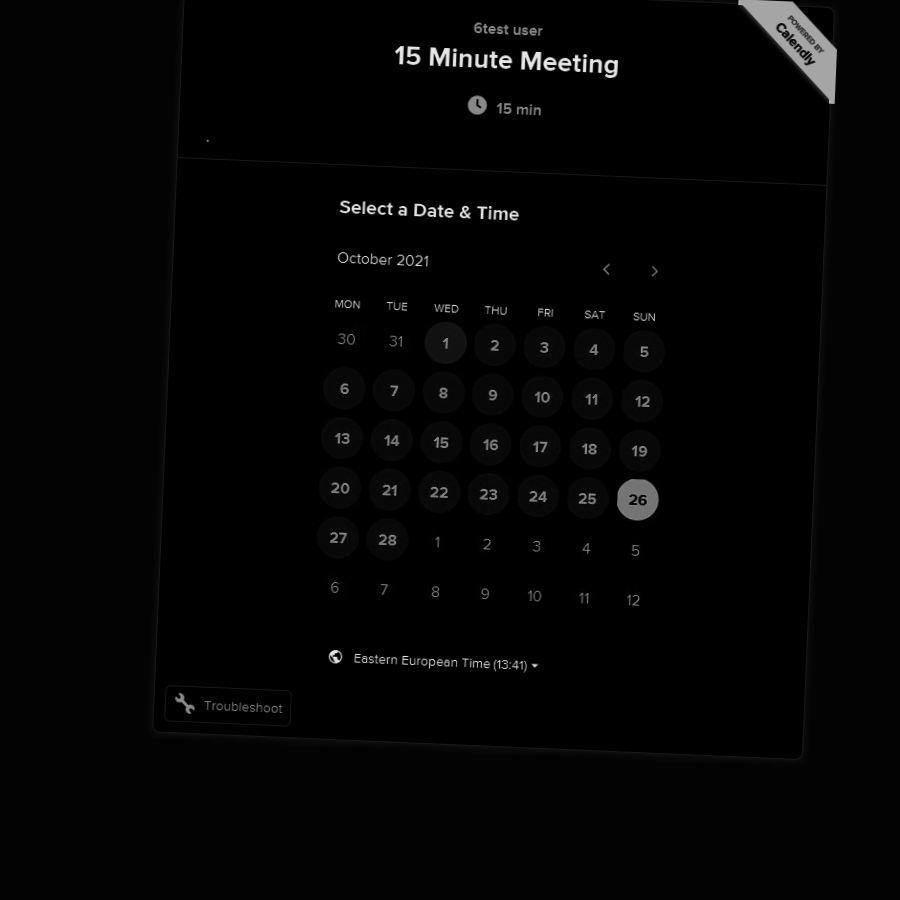 6test user
15 Minute Meeting
15 min
POWERED BY
Calendly
.
Select a Date & Time
October 2021
MON TUE WED THU FRI SAT SUN
30 31 1 2 3 4 5
6 7 8 9 10 11 12
13 14 15 16 17 18 19
20 21 22 23 24 25 26
27 28 1 2 3 4 5
6 7 8 9 10 11 12
Eastern European Time (13:41)
Troubleshoot